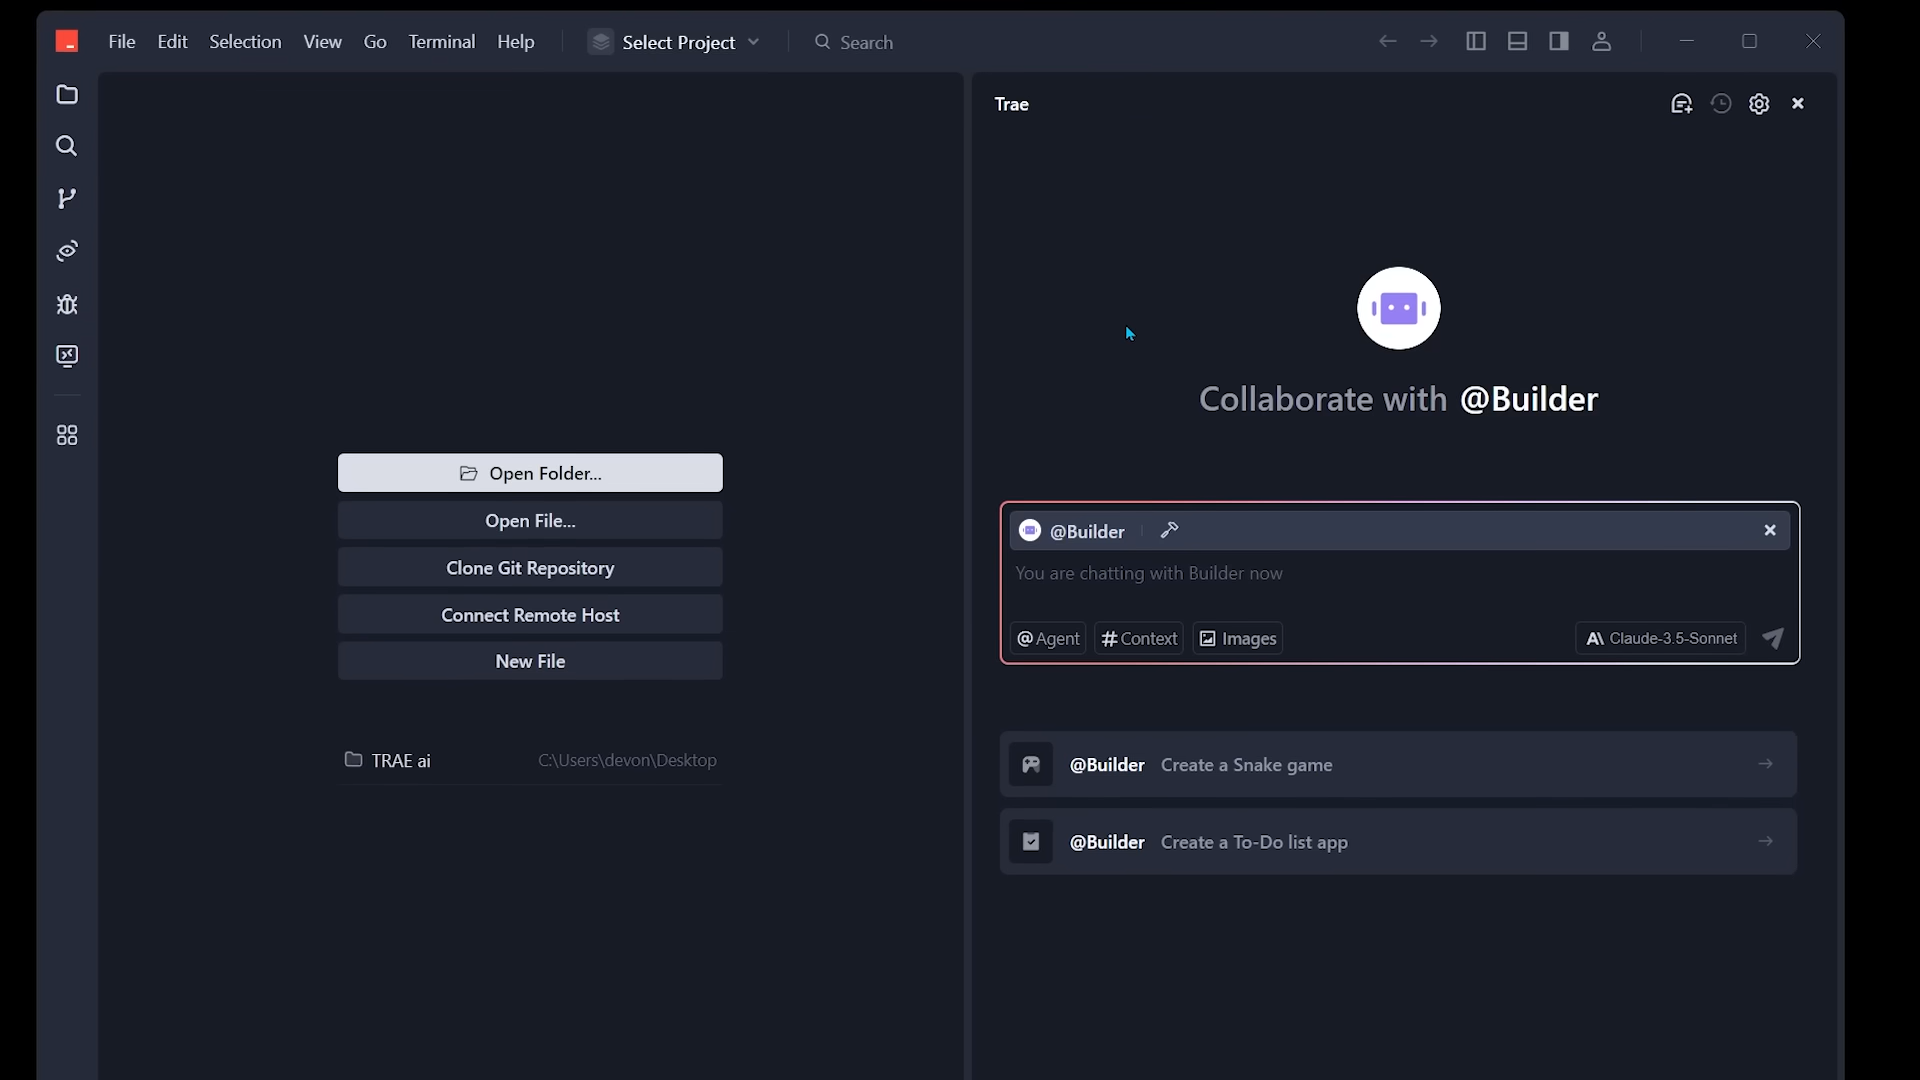 File Edit Selection View Go Terminal Help Select Project Search
Trae
Collaborate with @Builder
Open Folder...
Open File...
Clone Git Repository
Connect Remote Host
New File
TRAE ai C:\Users\devon\Desktop
@Builder
You are chatting with Builder now
@ Agent # Context Images Claude-3.5-Sonnet
@Builder Create a Snake game
@Builder Create a To-Do list app